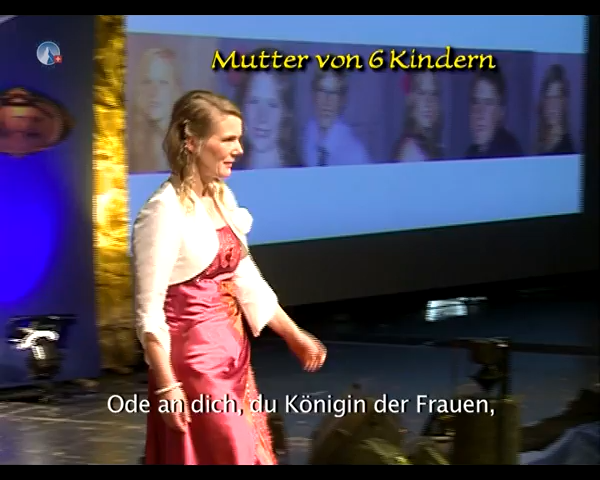 Mutter von 6 Kindern
Ode an dich, du Königin der Frauen,